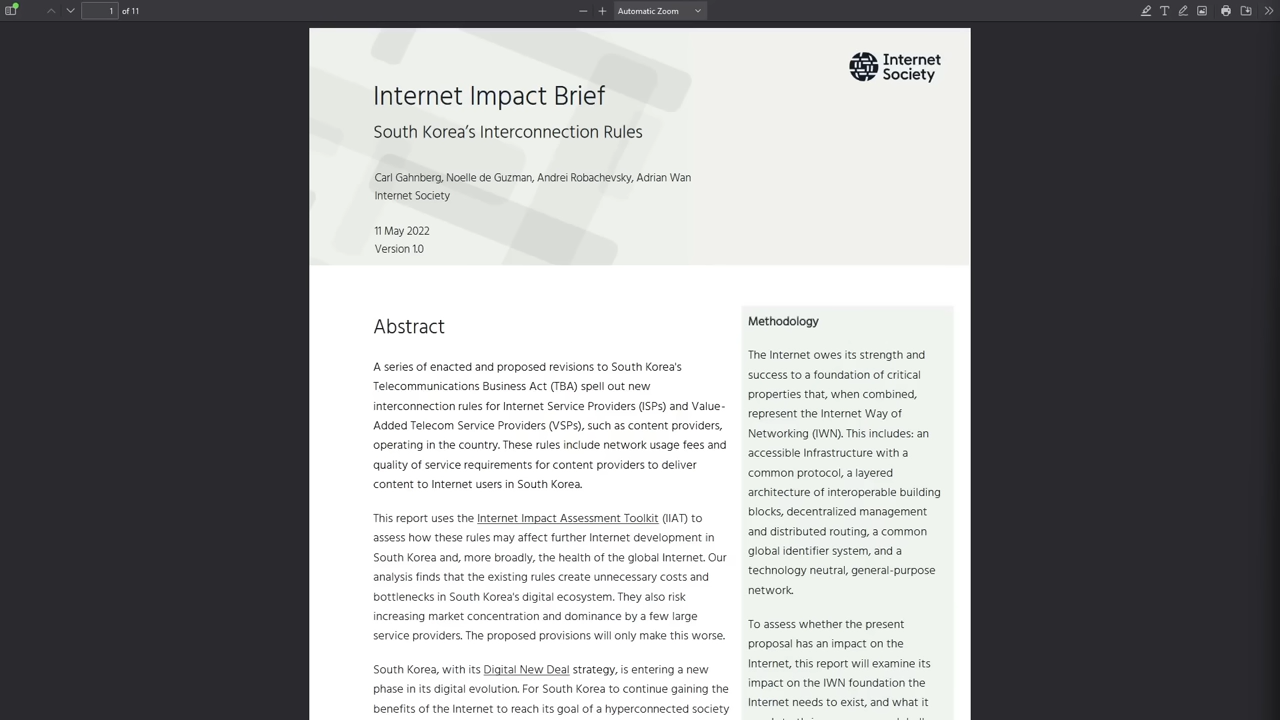 1
of 11
Automatic Zoom
Internet
Society
Internet Impact Brief
South Korea's Interconnection Rules
Carl Gahnberg, Noelle de Guzman, Andrei Robachevsky, Adrian Wan
Internet Society
11 May 2022
Version 1.0
Abstract
A series of enacted and proposed revisions to South Korea's
Telecommunications Business Act (TBA) spell out new
interconnection rules for Internet Service Providers (ISPs) and Value-
Added Telecom Service Providers (VSPs), such as content providers,
operating in the country. These rules include network usage fees and
quality of service requirements for content providers to deliver
content to Internet users in South Korea.
This report uses the Internet Impact Assessment Toolkit (IIAT) to
assess how these rules may affect further Internet development in
South Korea and, more broadly, the health of the global Internet. Our
analysis finds that the existing rules create unnecessary costs and
bottlenecks in South Korea's digital ecosystem. They also risk
increasing market concentration and dominance by a few large
service providers. The proposed provisions will only make this worse.
South Korea, with its Digital New Deal strategy, is entering a new
phase in its digital evolution. For South Korea to continue gaining the
benefits of the Internet to reach its goal of a hyperconnected society
Methodology
The Internet owes its strength and
success to a foundation of critical
properties that, when combined,
represent the Internet Way of
Networking (IWN). This includes: an
accessible Infrastructure with a
common protocol, a layered
architecture of interoperable building
blocks, decentralized management
and distributed routing, a common
global identifier system, and a
technology neutral, general-purpose
network.
To assess whether the present
proposal has an impact on the
Internet, this report will examine its
impact on the IWN foundation the
Internet needs to exist, and what it